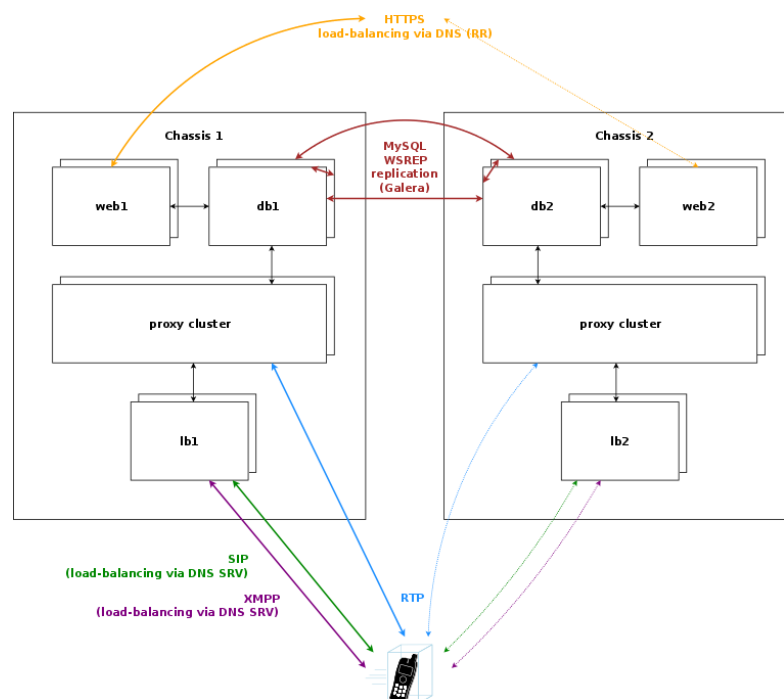 HTTPS
load-balancing via DNS (RR)
Chassis 1
Chassis 2
MySQL
WSREP
replication
(Galera)
web1
db1
db2
web2
proxy cluster
proxy cluster
lb1
lb2
SIP
(load-balancing via DNS SRV)
XMPP
(load-balancing via DNS SRV)
RTP